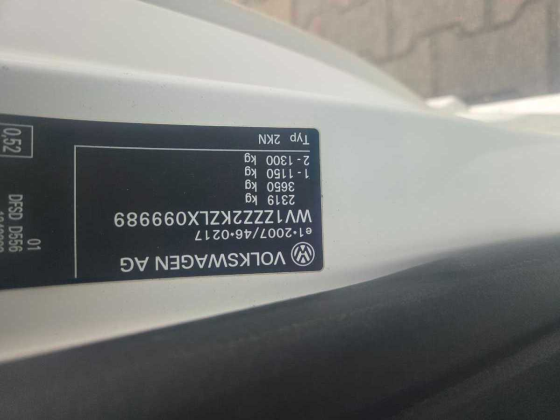 VOLKSWAGEN AG
e1*2007/46*0217
WV1ZZZ2KZLX099989
2319 kg
3650 kg
1 - 1150 kg
2 - 1300 kg
Typ 2KN
01
DFSD D556
0,52